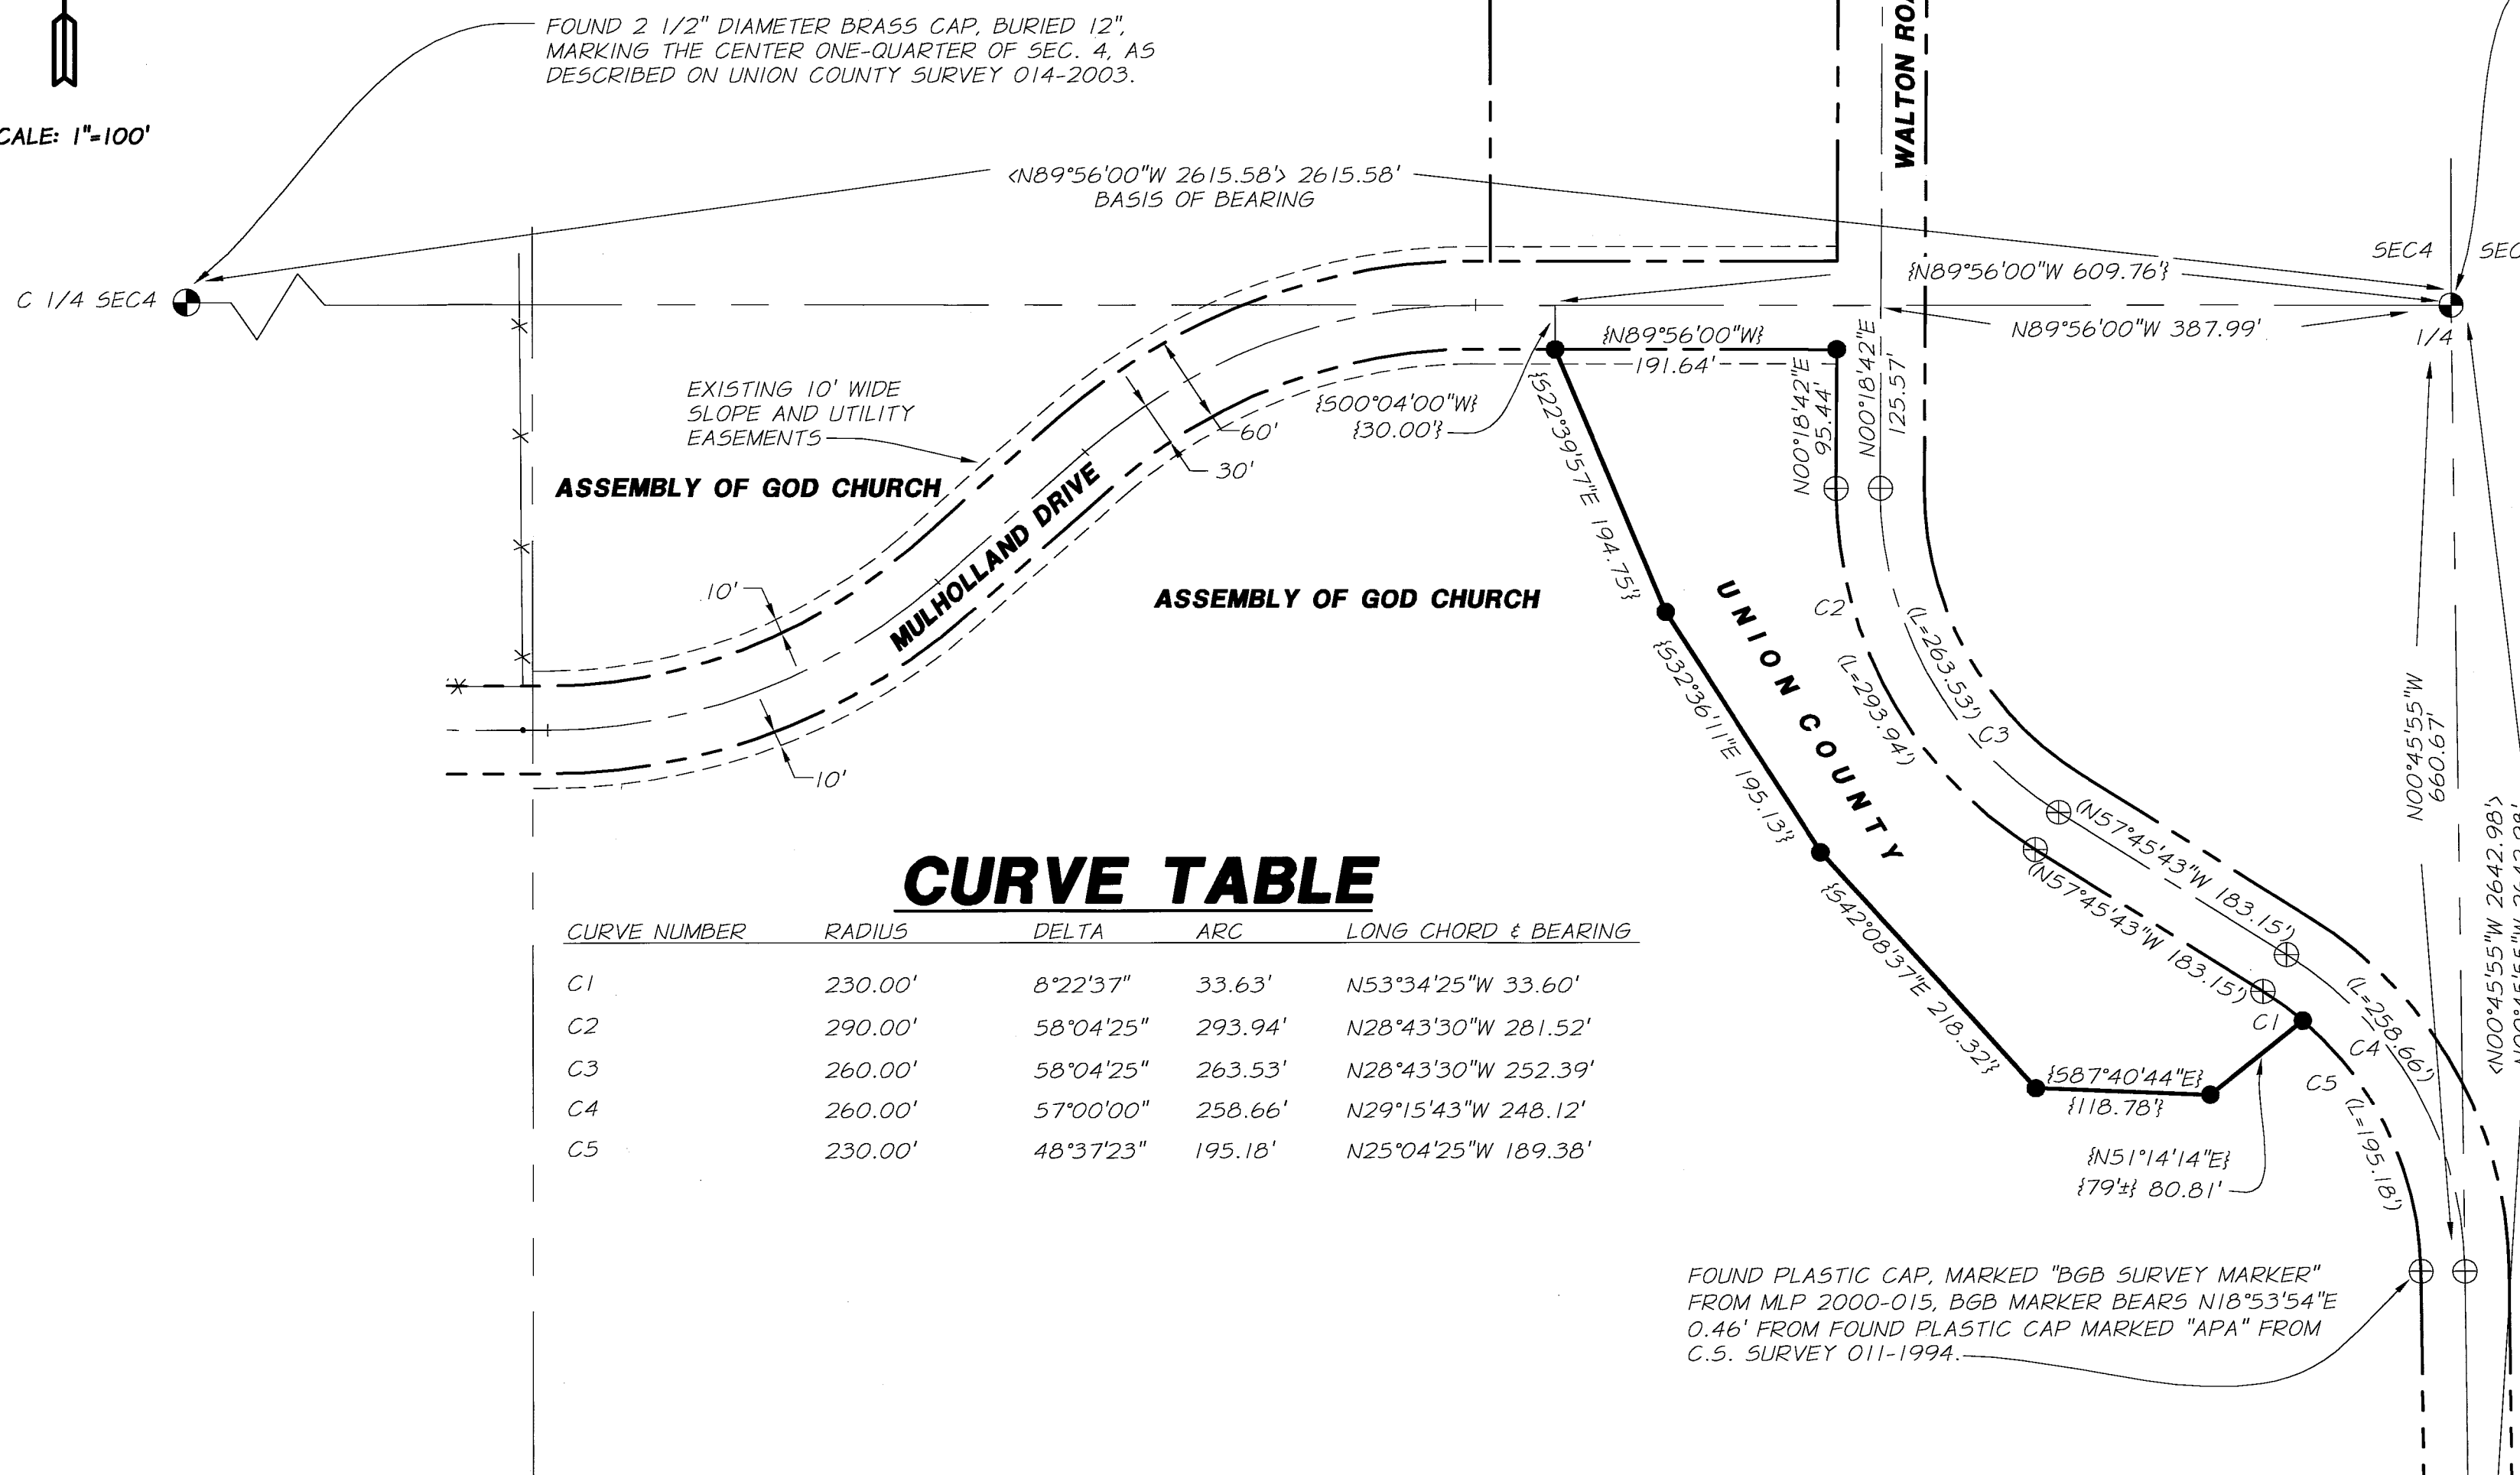 FOUND 2 1/2" DIAMETER BRASS CAP, BURIED 12",
MARKING THE CENTER ONE-QUARTER OF SEC. 4, AS
DESCRIBED ON UNION COUNTY SURVEY 014-2003.
CALE: 1"=100'
WALTON ROA
<N89°56'00"W 2615.58'> 2615.58'
BASIS OF BEARING
SEC4
SEC
{N89°56'00"W 609.76'}
C 1/4 SEC4
N89°56'00"W 387.99'
1/4
{N89°56'00"W}
191.64'
N00°18'42"E
95.44'
N00°18'42"E
125.57'
{S00°04'00"W}
{30.00'}
EXISTING 10' WIDE
SLOPE AND UTILITY
EASEMENTS
60'
30'
ASSEMBLY OF GOD CHURCH
MULHOLLAND DRIVE
{S22°39'57"E 194.75'}
10'
ASSEMBLY OF GOD CHURCH
UNION COUNTY
C2
(L=263.53')
(L=293.94')
C3
{S32°36'11"E 195.13'}
10'
N00°45'55"W
660.67'
<N00°45'55"W 2642.98'>
(N57°45'43"W 183.15')
(N57°45'43"W 183.15')
CURVE TABLE
CURVE NUMBER RADIUS DELTA ARC LONG CHORD & BEARING
C1 230.00' 8°22'37" 33.63' N53°34'25"W 33.60'
C2 290.00' 58°04'25" 293.94' N28°43'30"W 281.52'
C3 260.00' 58°04'25" 263.53' N28°43'30"W 252.39'
C4 260.00' 57°00'00" 258.66' N29°15'43"W 248.12'
C5 230.00' 48°37'23" 195.18' N25°04'25"W 189.38'
{S42°08'37"E 218.32'}
C1
(L=258.66')
C4
C5
{S87°40'44"E}
{118.78'}
(L=195.18')
{N51°14'14"E}
{79'±} 80.81'
FOUND PLASTIC CAP, MARKED "BGB SURVEY MARKER"
FROM MLP 2000-015, BGB MARKER BEARS N18°53'54"E
0.46' FROM FOUND PLASTIC CAP MARKED "APA" FROM
C.S. SURVEY 011-1994.